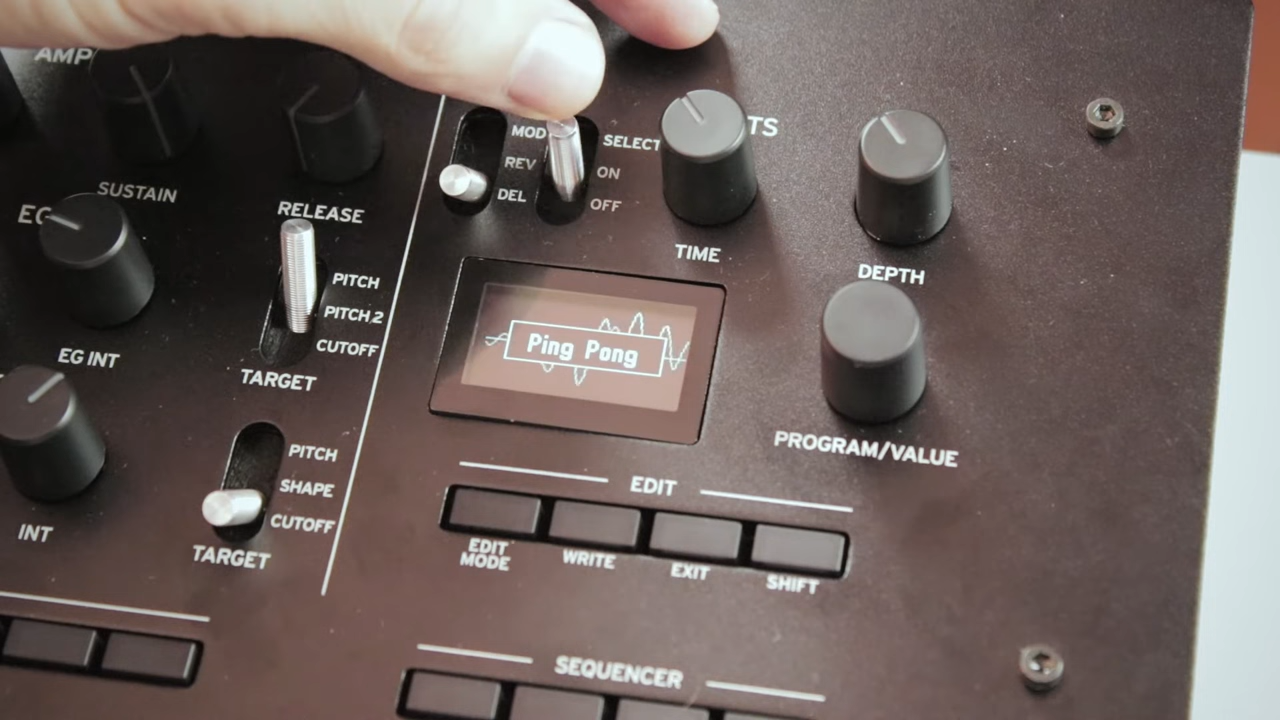 AMP
SUSTAIN
RELEASE
EG
EG INT
INT
PITCH
PITCH 2
CUTOFF
TARGET
PITCH
SHAPE
CUTOFF
TARGET
MOD
REV
DEL
SELECT
ON
OFF
TS
TIME
DEPTH
Ping Pong
PROGRAM/VALUE
EDIT
EDIT
MODE
WRITE
EXIT
SHIFT
SEQUENCER